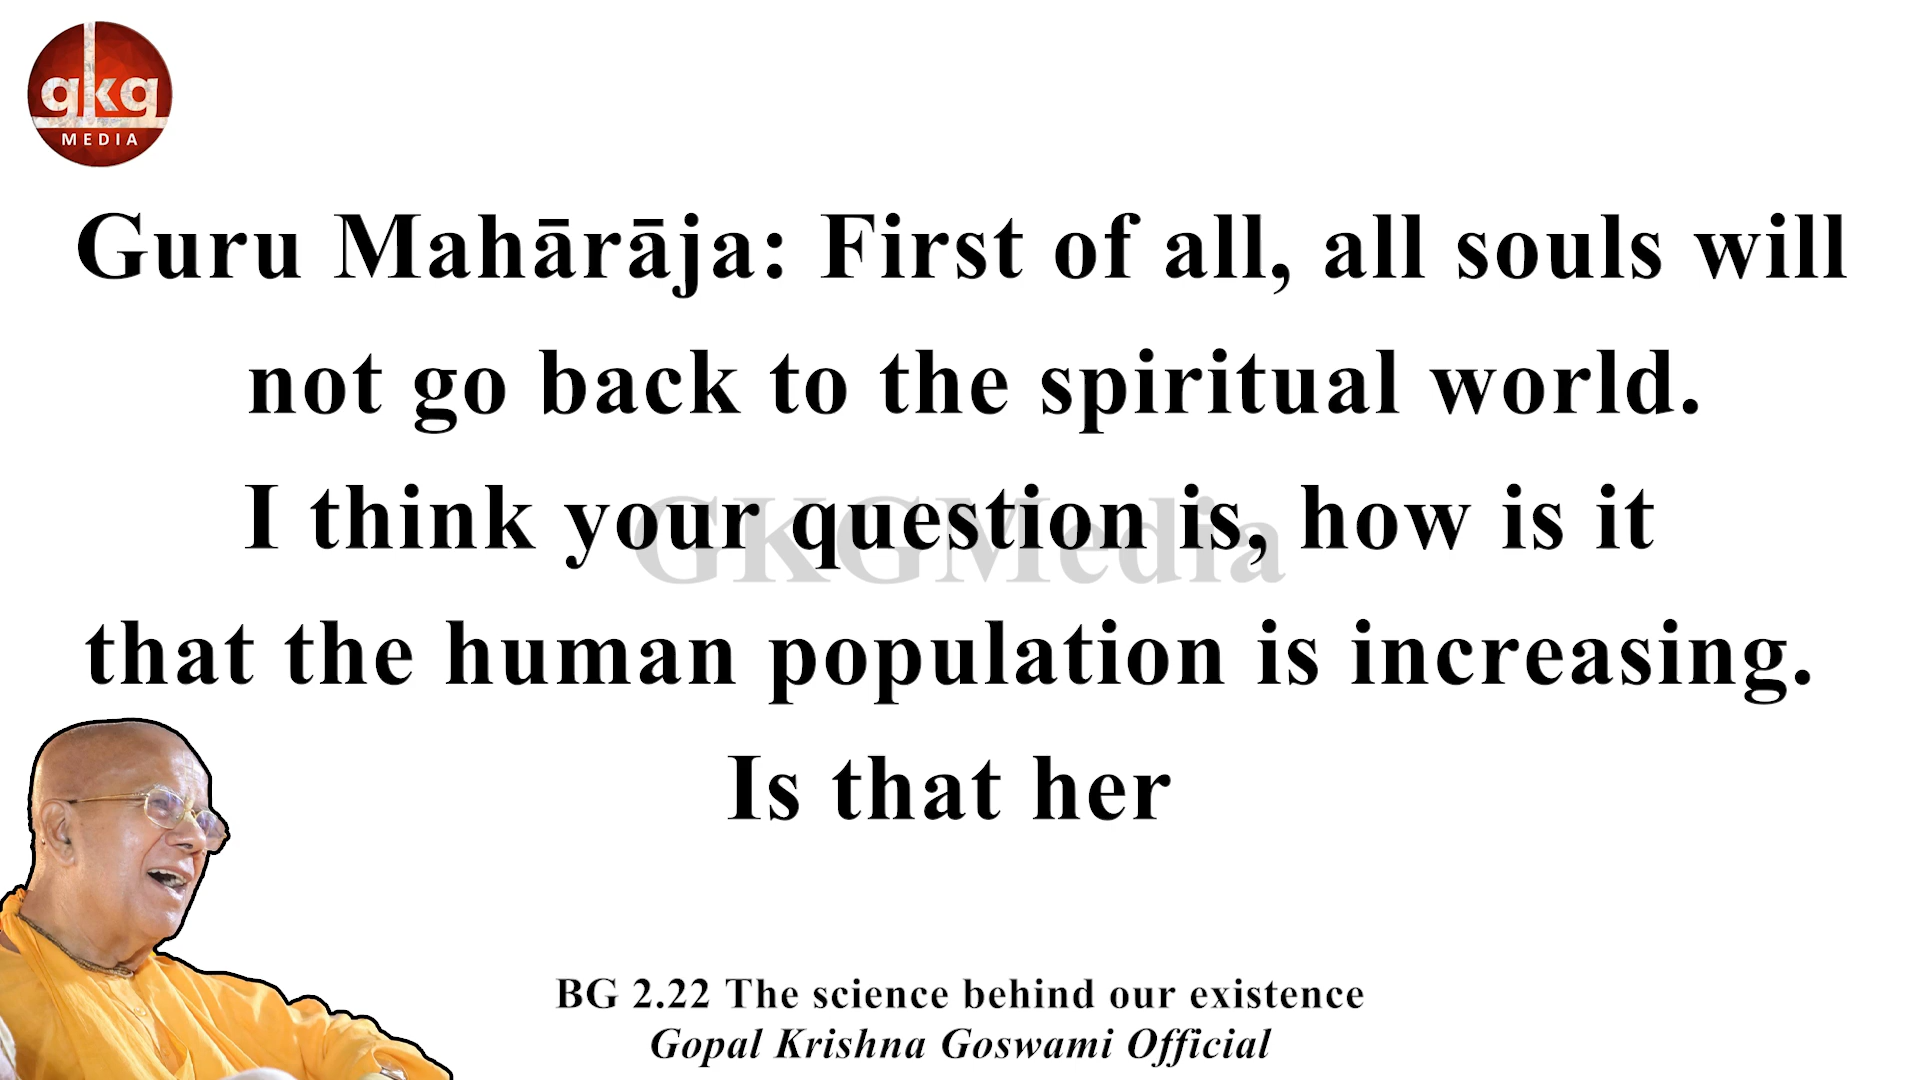 gkg
MEDIA
Guru Mahārāja: First of all, all souls will
not go back to the spiritual world.
I think your question is, how is it
GKGMedia
that the human population is increasing.
Is that her
BG 2.22 The science behind our existence
Gopal Krishna Goswami Official